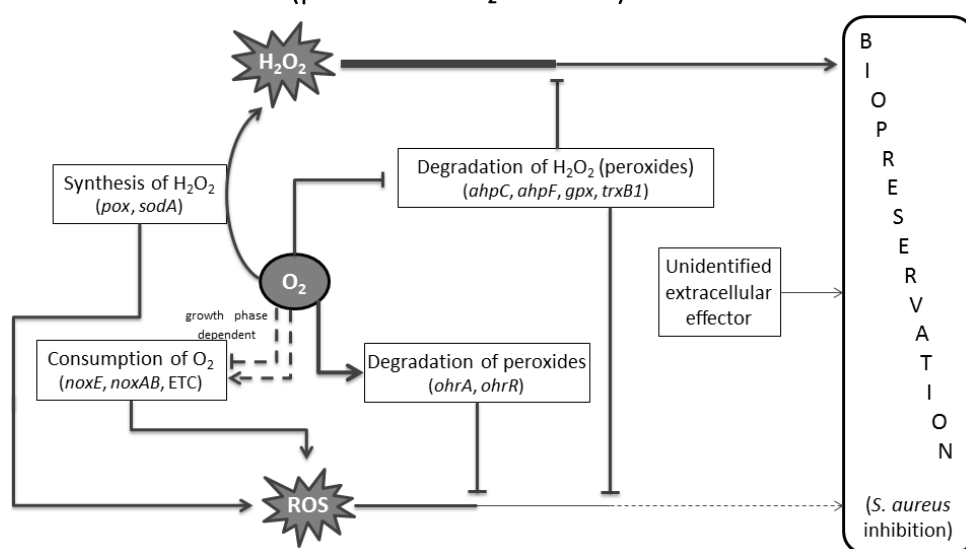 H₂O₂
Synthesis of H₂O₂
(pox, sodA)
Degradation of H₂O₂ (peroxides)
(ahpC, ahpF, gpx, trxB1)
O₂
growth phase
dependent
Unidentified
extracellular
effector
Consumption of O₂
(noxE, noxAB, ETC)
Degradation of peroxides
(ohrA, ohrR)
ROS
B
I
O
P
R
E
S
E
R
V
A
T
I
O
N
(S. aureus
inhibition)